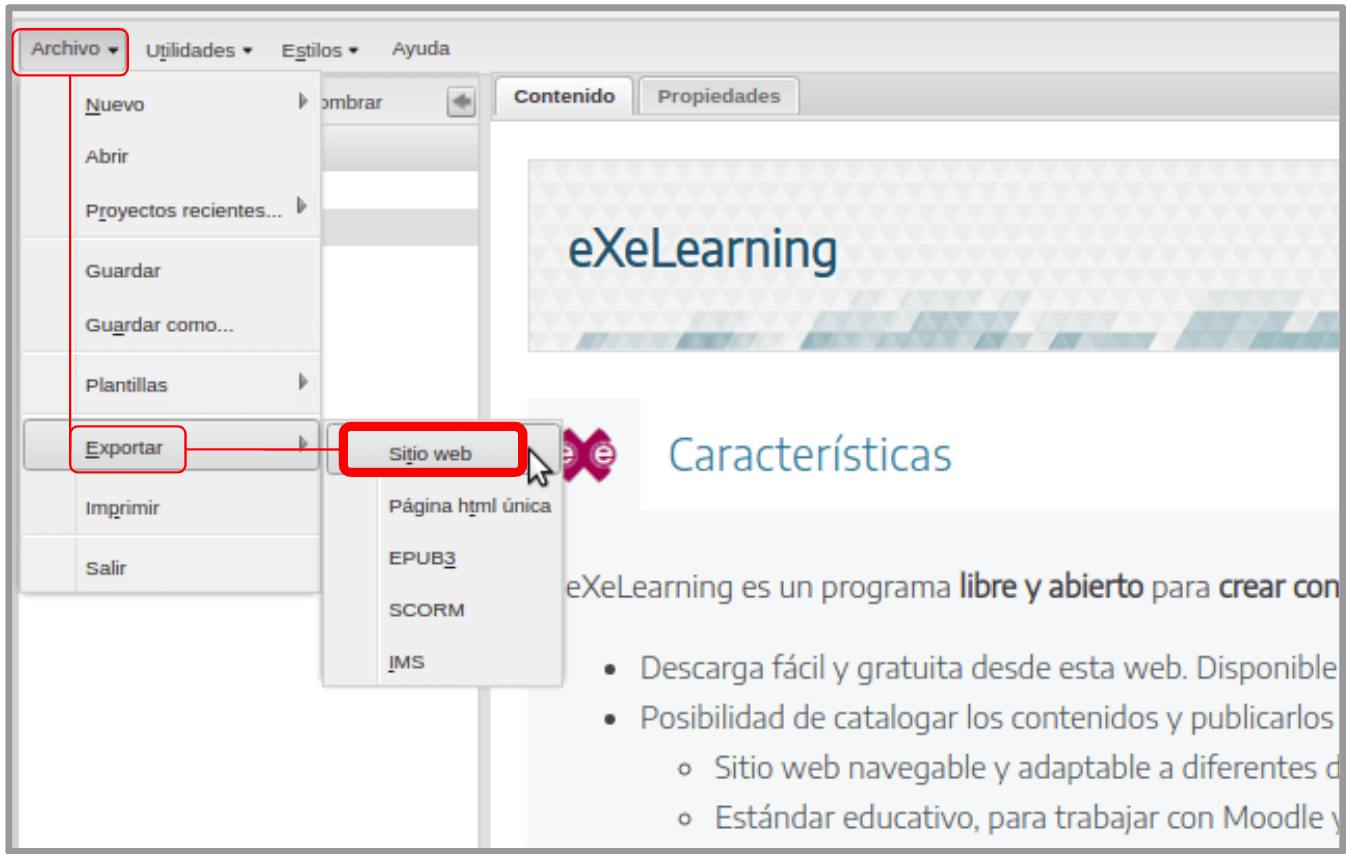 Archivo Utilidades Estilos Ayuda
Nuevo
Abrir
Proyectos recientes...
Guardar
Guardar como...
Plantillas
Exportar
Imprimir
Salir
Sitio web
Página html única
EPUB3
SCORM
IMS
ombrar
Contenido Propiedades
eXeLearning
exe Características
eXeLearning es un programa libre y abierto para crear con
Descarga fácil y gratuita desde esta web. Disponible
Posibilidad de catalogar los contenidos y publicarlos
Sitio web navegable y adaptable a diferentes d
Estándar educativo, para trabajar con Moodle y